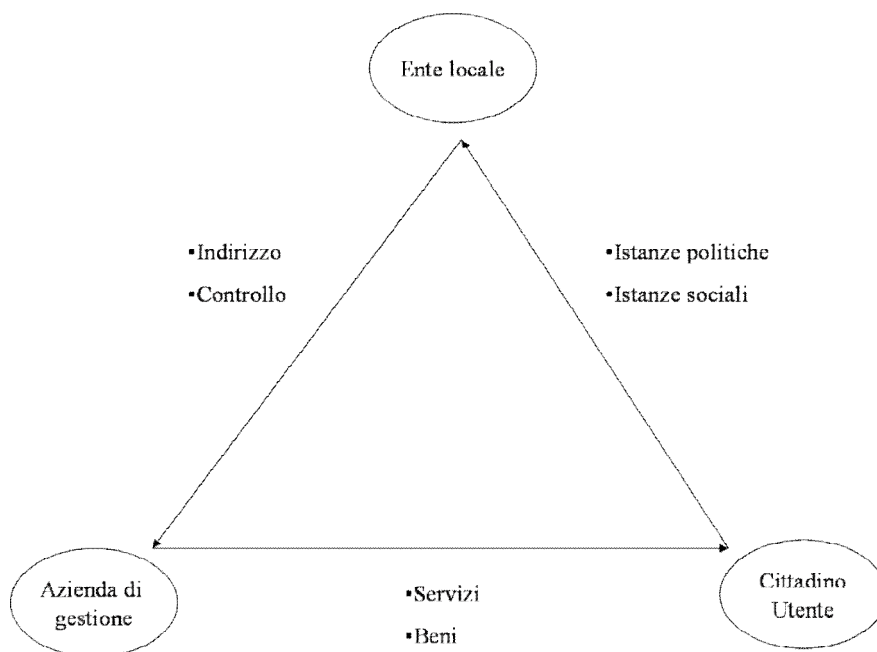 Ente locale
▪Indirizzo
▪Controllo
▪Istanze politiche
▪Istanze sociali
Azienda di
gestione
▪Servizi
▪Beni
Cittadino
Utente